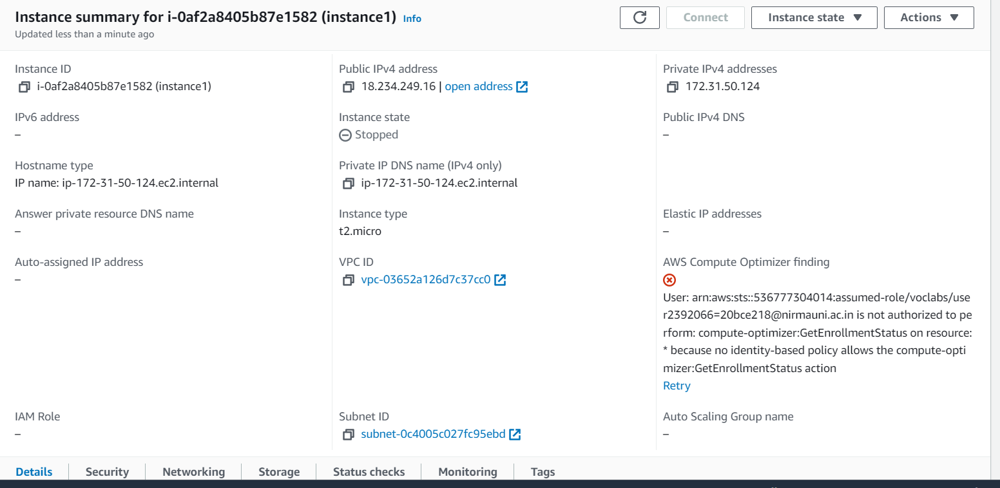 Instance summary for i-0af2a8405b87e1582 (instance1) Info
Updated less than a minute ago
Connect
Instance state
Actions
Instance ID
i-0af2a8405b87e1582 (instance1)
Public IPv4 address
18.234.249.16 | open address
Private IPv4 addresses
172.31.50.124
IPv6 address
–
Instance state
Stopped
Public IPv4 DNS
–
Hostname type
IP name: ip-172-31-50-124.ec2.internal
Private IP DNS name (IPv4 only)
ip-172-31-50-124.ec2.internal
Answer private resource DNS name
–
Instance type
t2.micro
Elastic IP addresses
–
Auto-assigned IP address
–
VPC ID
vpc-03652a126d7c37cc0
AWS Compute Optimizer finding
User: arn:aws:sts::536777304014:assumed-role/voclabs/use
r2392066=20bce218@nirmauni.ac.in is not authorized to pe
rform: compute-optimizer:GetEnrollmentStatus on resource:
* because no identity-based policy allows the compute-opti
mizer:GetEnrollmentStatus action
Retry
IAM Role
–
Subnet ID
subnet-0c4005c027fc95ebd
Auto Scaling Group name
–
Details
Security
Networking
Storage
Status checks
Monitoring
Tags